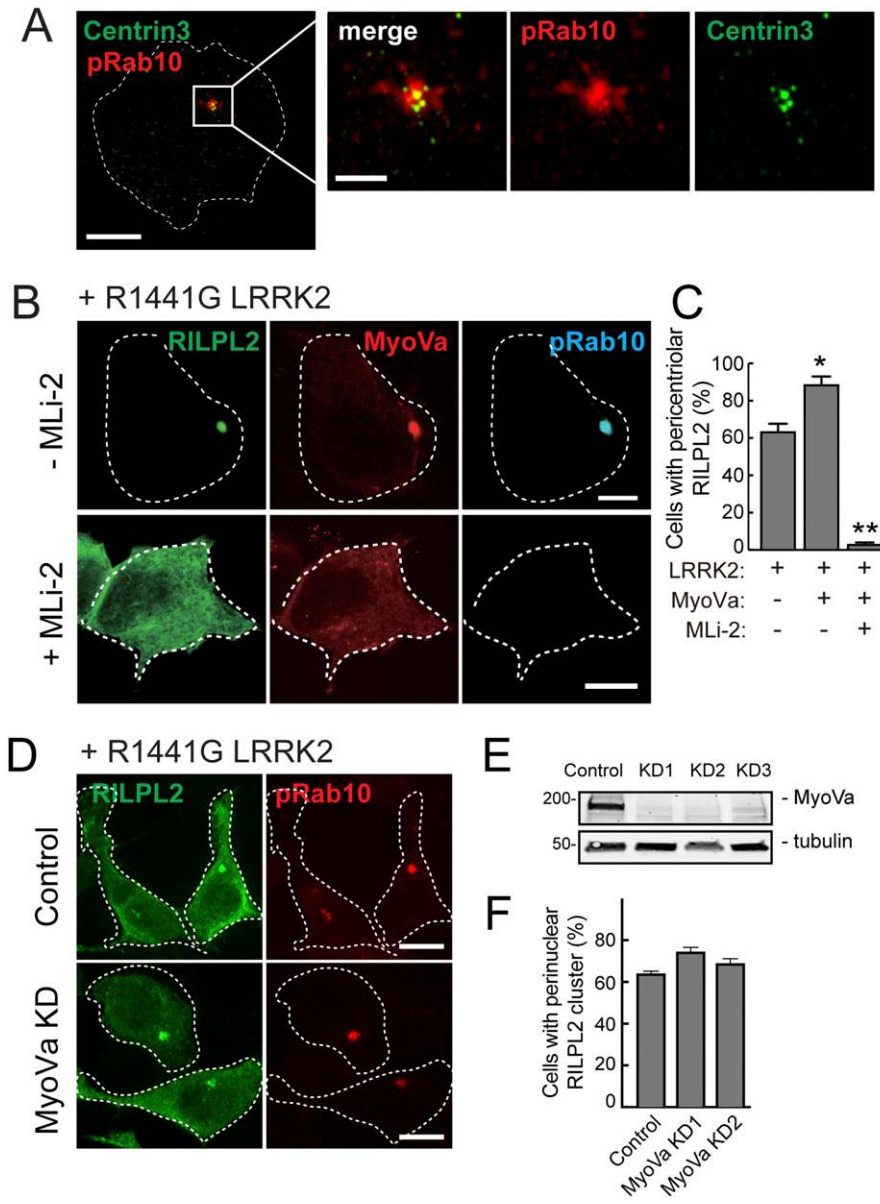 A
Centrin3
pRab10
merge
pRab10
Centrin3
B
+ R1441G LRRK2
- MLi-2
RILPL2
MyoVa
pRab10
+ MLi-2
C
Cells with pericentriolar
RILPL2 (%)
100
80
60
40
20
0
*
**
LRRK2: + + +
MyoVa: - + +
MLi-2: - - +
D
+ R1441G LRRK2
Control
RILPL2
pRab10
MyoVa KD
E
Control KD1 KD2 KD3
200- - MyoVa
50- - tubulin
F
Cells with perinuclear
RILPL2 cluster (%)
80
60
40
20
0
Control
MyoVa KD1
MyoVa KD2